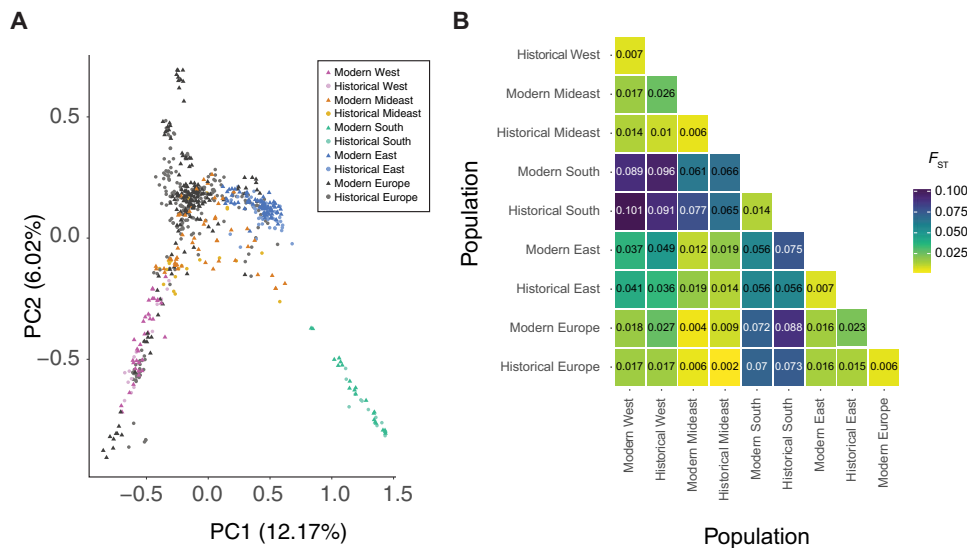 A
PC2 (6.02%)
0.5
0.0
−0.5
−0.5
0.0
0.5
1.0
1.5
PC1 (12.17%)
Modern West
Historical West
Modern Mideast
Historical Mideast
Modern South
Historical South
Modern East
Historical East
Modern Europe
Historical Europe
B
Population
Historical West 0.007
Modern Mideast 0.017 0.026
Historical Mideast 0.014 0.01 0.006
Modern South 0.089 0.096 0.061 0.066
Historical South 0.101 0.091 0.077 0.065 0.014
Modern East 0.037 0.049 0.012 0.019 0.056 0.075
Historical East 0.041 0.036 0.019 0.014 0.056 0.056 0.007
Modern Europe 0.018 0.027 0.004 0.009 0.072 0.088 0.016 0.023
Historical Europe 0.017 0.017 0.006 0.002 0.07 0.073 0.016 0.015 0.006
Modern West
Historical West
Modern Mideast
Historical Mideast
Modern South
Historical South
Modern East
Historical East
Modern Europe
Population
FST
0.100
0.075
0.050
0.025